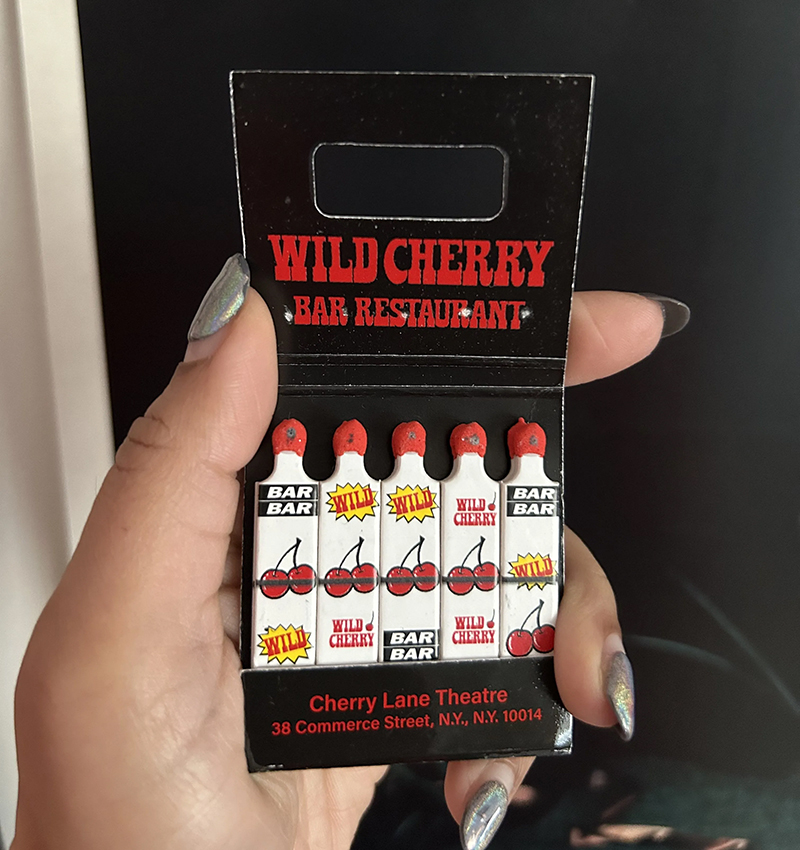 WILD CHERRY
BAR RESTAURANT
BAR
BAR
WILD
WILD
WILD
CHERRY
WILD
BAR
BAR
WILD
CHERRY
WILD
CHERRY
BAR
BAR
WILD
Cherry Lane Theatre
38 Commerce Street, N.Y., N.Y. 10014